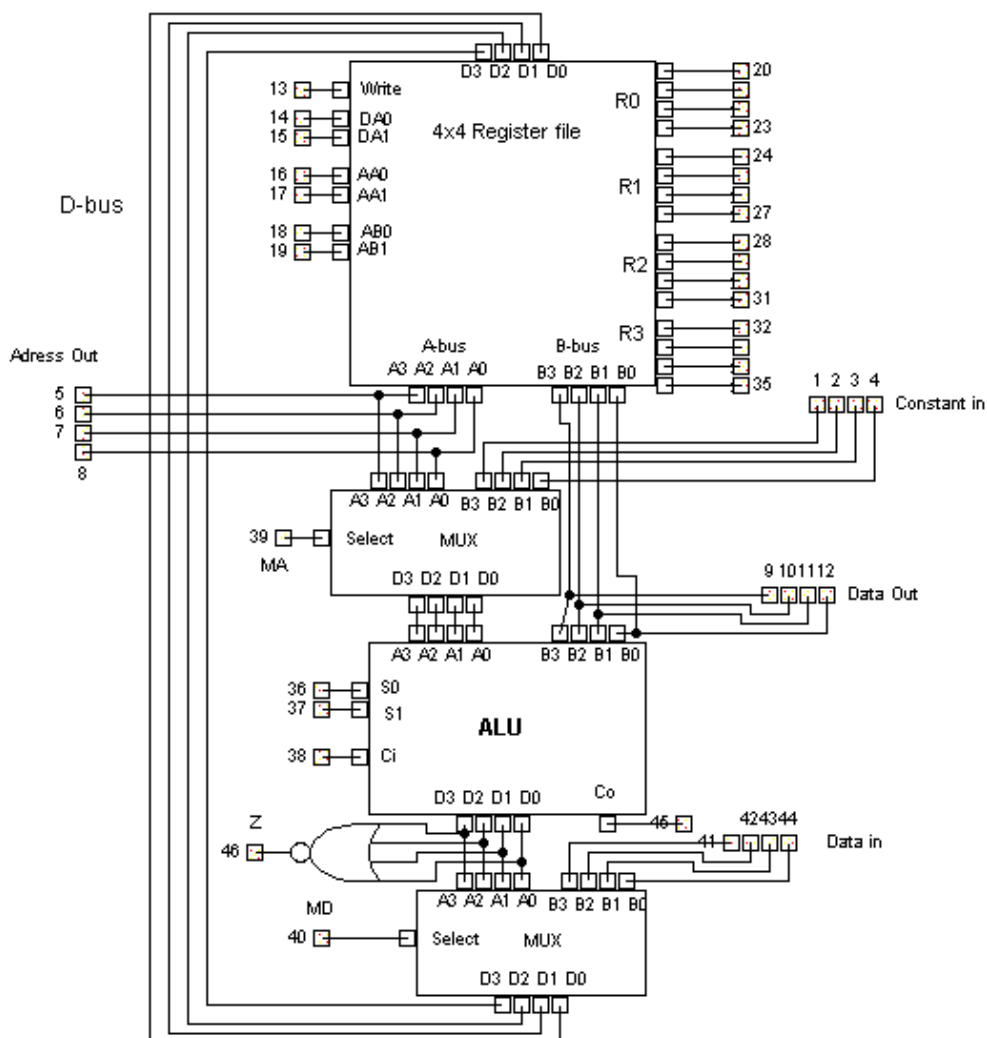 D3 D2 D1 D0
13 Write 20
4x4 Register file R0
14 DA0
15 DA1 23
24
16 AA0
17 AA1 R1
D-bus
27
18 AB0
19 AB1 28
R2
31
R3 32
A-bus B-bus
Adress Out
A3 A2 A1 A0 B3 B2 B1 B0
35
1 2 3 4
5 Constant in
6
7
8
A3 A2 A1 A0 B3 B2 B1 B0
39 Select MUX
MA
D3 D2 D1 D0
9 10 11 12
Data Out
A3 A2 A1 A0 B3 B2 B1 B0
36 S0
37 S1
ALU
38 Ci
D3 D2 D1 D0 Co
Z 45 42 43 44
41 Data in
46
A3 A2 A1 A0 B3 B2 B1 B0
MD
40 Select MUX
D3 D2 D1 D0